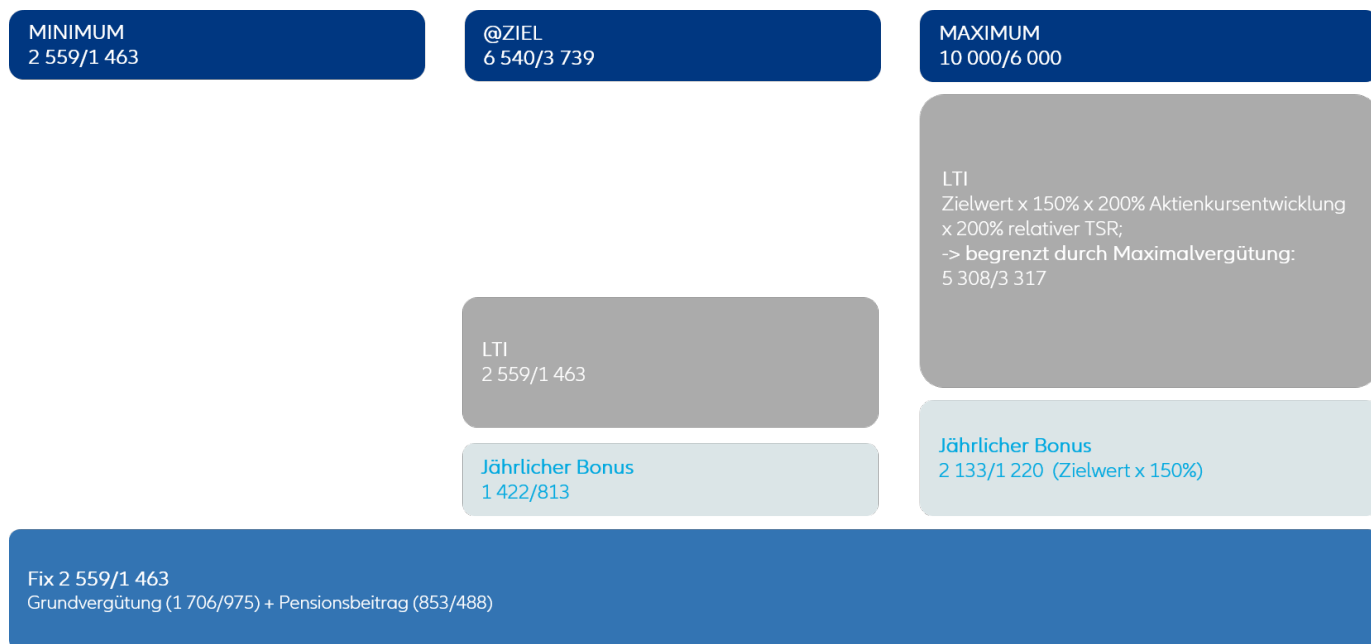 MINIMUM
2 559/1 463
@ZIEL
6 540/3 739
MAXIMUM
10 000/6 000
LTI
Zielwert x 150% x 200% Aktienkursentwicklung
x 200% relativer TSR;
-> begrenzt durch Maximalvergütung:
5 308/3 317
LTI
2 559/1 463
Jährlicher Bonus
1 422/813
Jährlicher Bonus
2 133/1 220 (Zielwert x 150%)
Fix 2 559/1 463
Grundvergütung (1 706/975) + Pensionsbeitrag (853/488)